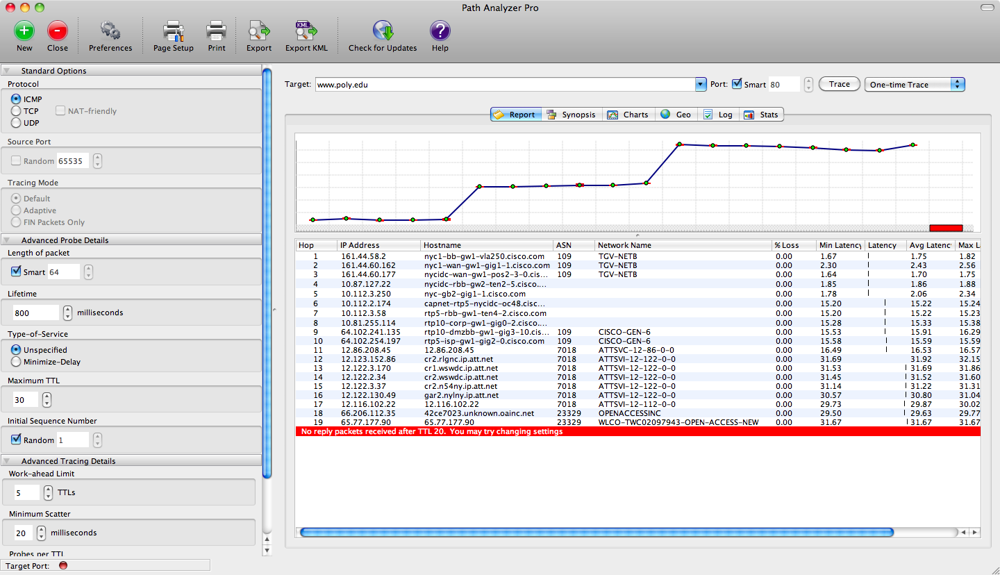 Path Analyzer Pro
New Close Preferences Page Setup Print Export KML Export KML Check for Updates Help
Standard Options
Protocol
ICMP
TCP NAT-friendly
UDP
Source Port
Random 65535
Tracing Mode
Default
Adaptive
FIN Packets Only
Advanced Probe Details
Length of packet
Smart 64
Lifetime
800 milliseconds
Type-of-Service
Unspecified
Minimize-Delay
Maximum TTL
30
Initial Sequence Number
Random 1
Advanced Tracing Details
Work-ahead Limit
5 TTLs
Minimum Scatter
20 milliseconds
Probes per TTL
Target Port:
Target: www.poly.edu Port: Smart 80 Trace One-time Trace
Report Synopsis Charts Geo Log Stats
Hop IP Address Hostname ASN Network Name % Loss Min Latency Latency Avg Latenc Max L
1 161.44.58.2 nyc1-bb-gw1-vla250.cisco.com 109 TGV-NETB 0.00 1.67 1.75 1.82
2 161.44.60.162 nyc1-wan-gw1-gig1-1.cisco.com 109 TGV-NETB 0.00 2.30 2.43 2.56
3 161.44.60.177 nycidc-wan-gw1-pos2-3-0.cis... 109 TGV-NETB 0.00 1.64 1.70 1.75
4 10.87.127.22 nycidc-rbb-gw2-ten2-5.cisco.... 0.00 1.85 1.86 1.88
5 10.112.3.250 nyc-gb2-gig1-1.cisco.com 0.00 1.78 2.06 2.34
6 10.112.2.174 capnet-rtp5-nycidc-oc48.cisc... 0.00 15.20 15.22 15.24
7 10.112.3.58 rtp5-rbb-gw1-ten4-2.cisco.com 0.00 15.20 15.22 15.23
8 10.81.255.114 rtp10-corp-gw1-gig0-2.cisco.... 0.00 15.28 15.33 15.38
9 64.102.241.135 rtp10-dmzbb-gw1-gig3-10.cis... 109 CISCO-GEN-6 0.00 15.53 15.91 16.29
10 64.102.254.197 rtp5-isp-gw1-gig2-0.cisco.com 109 CISCO-GEN-6 0.00 15.58 15.59 15.59
11 12.86.208.45 12.86.208.45 7018 ATTSVC-12-86-0-0 0.00 16.49 16.53 16.57
12 12.123.152.86 cr2.rlgnc.ip.att.net 7018 ATTSVI-12-122-0-0 0.00 31.69 31.92 32.15
13 12.122.3.170 cr1.wswdc.ip.att.net 7018 ATTSVI-12-122-0-0 0.00 31.53 31.69 31.86
14 12.122.2.34 cr2.wswdc.ip.att.net 7018 ATTSVI-12-122-0-0 0.00 31.45 31.52 31.60
15 12.122.3.37 cr2.n54ny.ip.att.net 7018 ATTSVI-12-122-0-0 0.00 31.14 31.22 31.31
16 12.122.130.49 gar2.nylny.ip.att.net 7018 ATTSVI-12-122-0-0 0.00 30.57 30.80 31.04
17 12.116.102.22 12.116.102.22 7018 ATTSVI-12-112-0-0 0.00 29.73 29.87 30.02
18 66.206.112.35 42ce7023.unknown.oainc.net 23329 OPENACCESSINC 0.00 29.50 29.63 29.77
19 65.77.177.90 65.77.177.90 23329 WLCO-TWC02097943-OPEN-ACCESS-NEW 0.00 31.67 31.67 31.67
No reply packets received after TTL 20. You may try changing settings